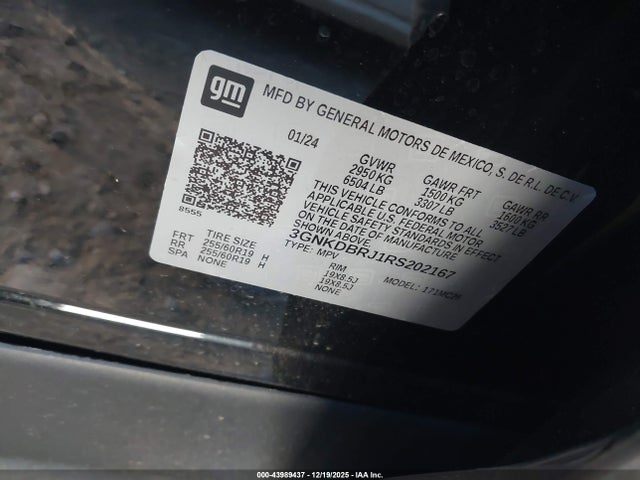 gm
MFD BY GENERAL MOTORS DE MEXICO, S. DE R.L. DE C.V.
01/24
GVWR GAWR FRT GAWR RR
2950 KG 1500 KG 1600 KG
6504 LB 3307 LB 3527 LB
THIS VEHICLE CONFORMS TO ALL
APPLICABLE U.S. FEDERAL MOTOR
VEHICLE SAFETY STANDARDS IN EFFECT
ON THE DATE OF MANUFACTURE
SHOWN ABOVE.
3GNKDBRJ1RS202167
TYPE: MPV MODEL: 1MC26
8555
TIRE SIZE RIM
FRT 255/60R19 H 19X8.5J
RR 255/60R19 H 19X8.5J
SPA NONE NONE
000-43989437 - 12/19/2025 - IAA Inc.